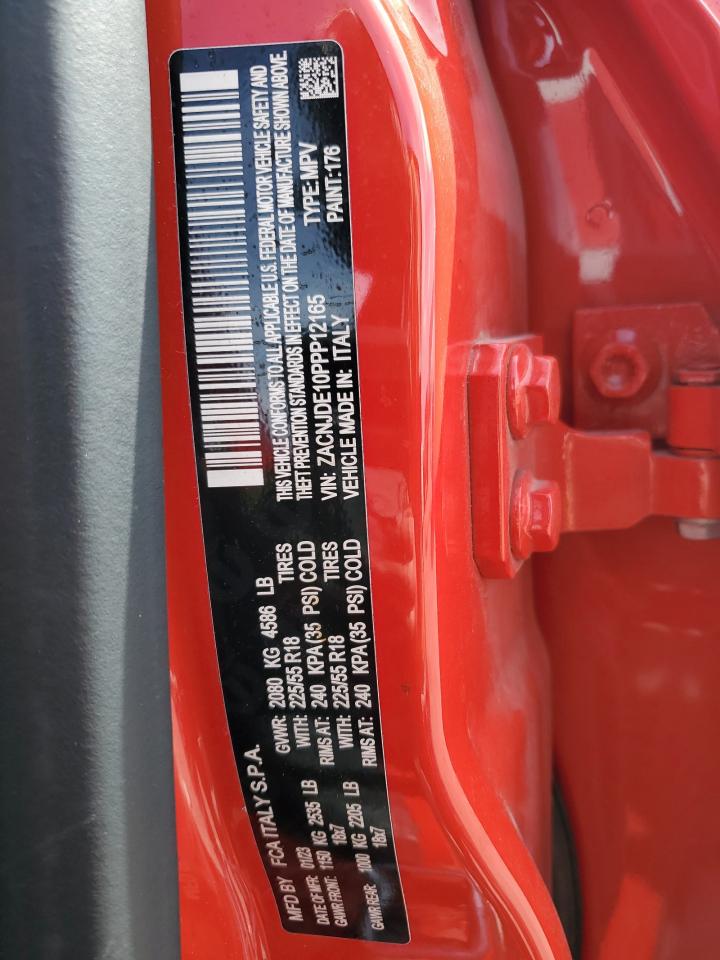 MFD BY FCA ITALY S.P.A.
DATE OF MFR: 01/23 GVWR: 2080 KG 4586 LB
GAWR FRONT: 1150 KG 2535 LB WITH: 225/55 R18 TIRES
18x7 RIMS AT: 240 KPA(35 PSI) COLD
GAWR REAR: 1000 KG 2205 LB WITH: 225/55 R18 TIRES
18x7 RIMS AT: 240 KPA(35 PSI) COLD
THIS VEHICLE CONFORMS TO ALL APPLICABLE U.S. FEDERAL MOTOR VEHICLE SAFETY AND
THEFT PREVENTION STANDARDS IN EFFECT ON THE DATE OF MANUFACTURE SHOWN ABOVE.
VIN: ZACNJDE10PPP12165 TYPE: MPV
VEHICLE MADE IN: ITALY PAINT: 176